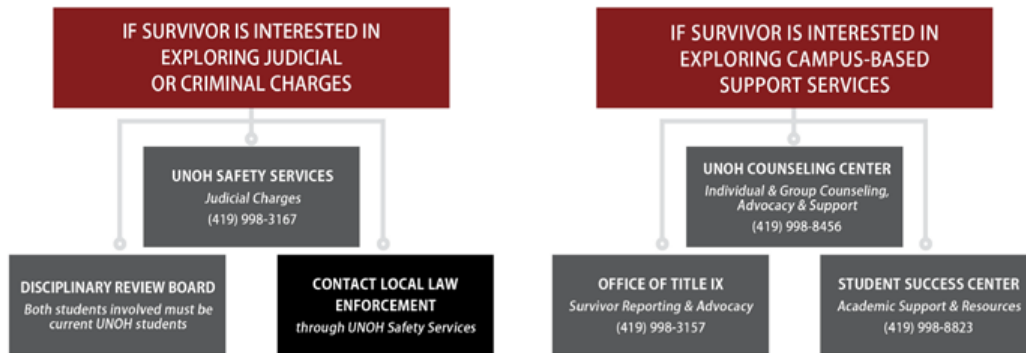 IF SURVIVOR IS INTERESTED IN
EXPLORING JUDICIAL
OR CRIMINAL CHARGES
UNOH SAFETY SERVICES
Judicial Charges
(419) 998-3167
DISCIPLINARY REVIEW BOARD
Both students involved must be
current UNOH students
CONTACT LOCAL LAW
ENFORCEMENT
through UNOH Safety Services
IF SURVIVOR IS INTERESTED IN
EXPLORING CAMPUS-BASED
SUPPORT SERVICES
UNOH COUNSELING CENTER
Individual & Group Counseling,
Advocacy & Support
(419) 998-8456
OFFICE OF TITLE IX
Survivor Reporting & Advocacy
(419) 998-3157
STUDENT SUCCESS CENTER
Academic Support & Resources
(419) 998-8823